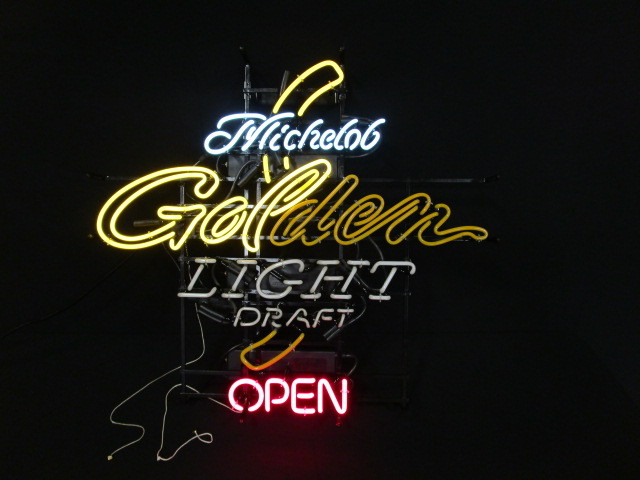 Michelob
Golden
LIGHT
DRAFT
OPEN